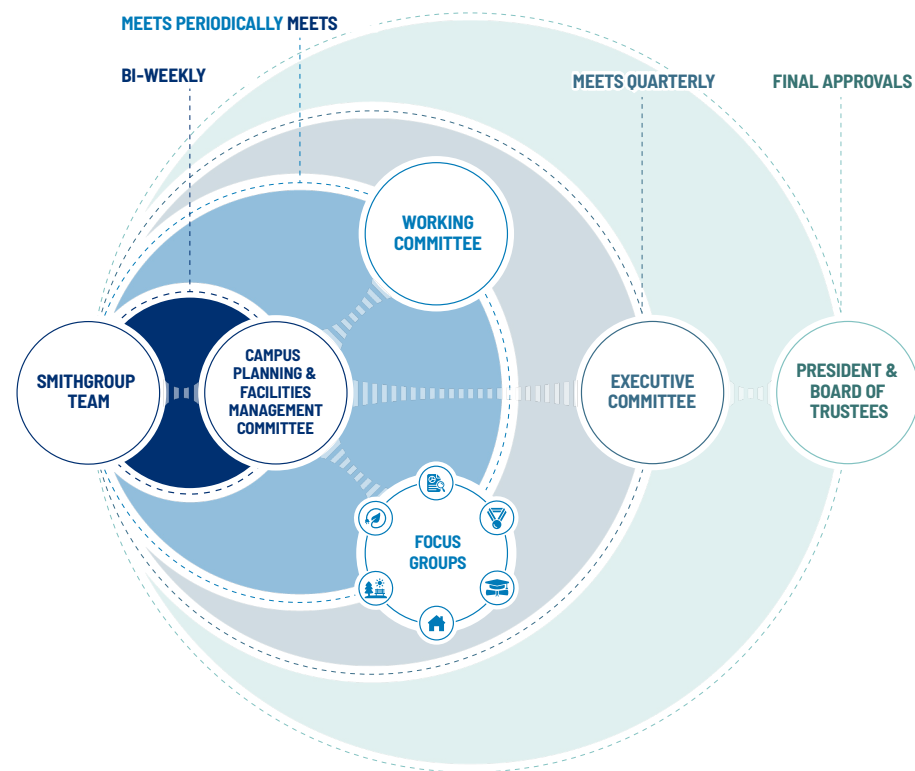 MEETS PERIODICALLY MEETS
BI-WEEKLY
MEETS QUARTERLY
FINAL APPROVALS
WORKING
COMMITTEE
SMITHGROUP
TEAM
CAMPUS
PLANNING &
FACILITIES
MANAGEMENT
COMMITTEE
EXECUTIVE
COMMITTEE
PRESIDENT &
BOARD OF
TRUSTEES
FOCUS
GROUPS